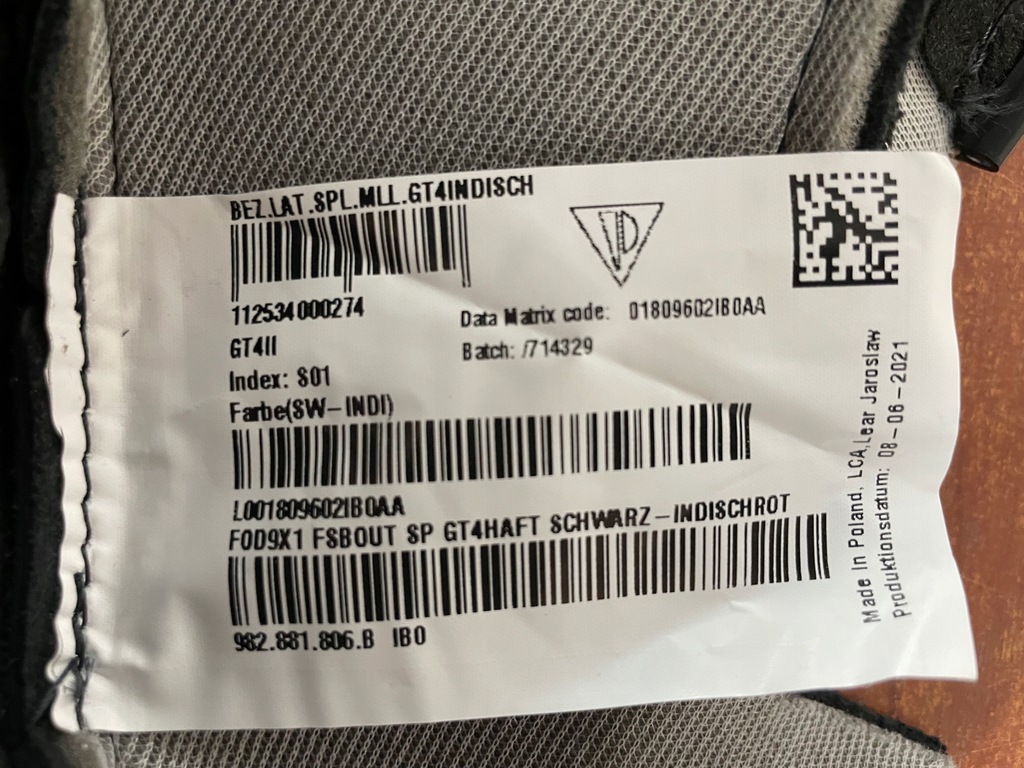 BEZ.LAT.SPL.MLL.GT4INDISCH
112534000274
GT4II
Index: S01
Farbe(SW-INDI)
Data Matrix code: 01809602IB0AA
Batch: /714329
L001809602IB0AA
F0D9X1 FSBOUT SP GT4HAFT SCHWARZ-INDISCHROT
982.881.806.B IB0
Made In Poland, LCA,Lear Jaroslaw
Produktionsdatum: 08-06-2021